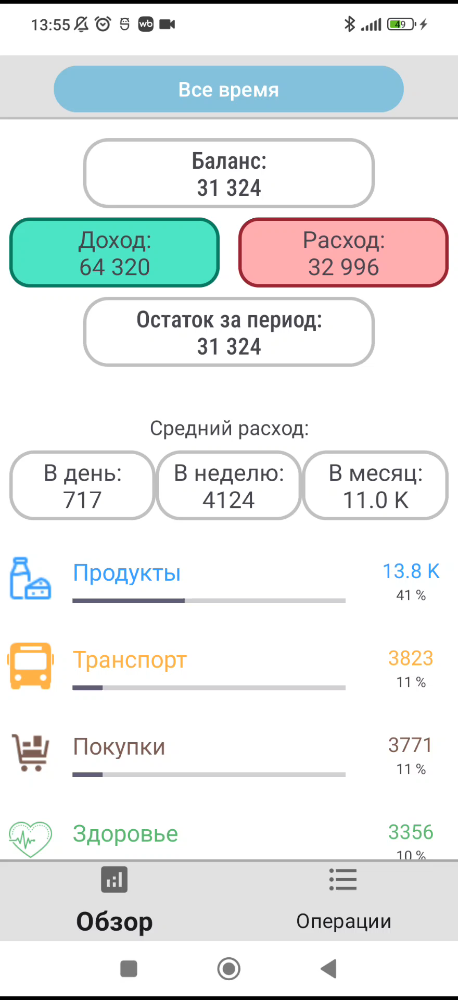 13:55 wb 49
Все время
Баланс:
31 324
Доход:
64 320
Расход:
32 996
Остаток за период:
31 324
Средний расход:
В день:
717
В неделю:
4124
В месяц:
11.0 K
Продукты
13.8 K
41 %
Транспорт
3823
11 %
Покупки
3771
11 %
Здоровье
3356
10 %
Обзор
Операции